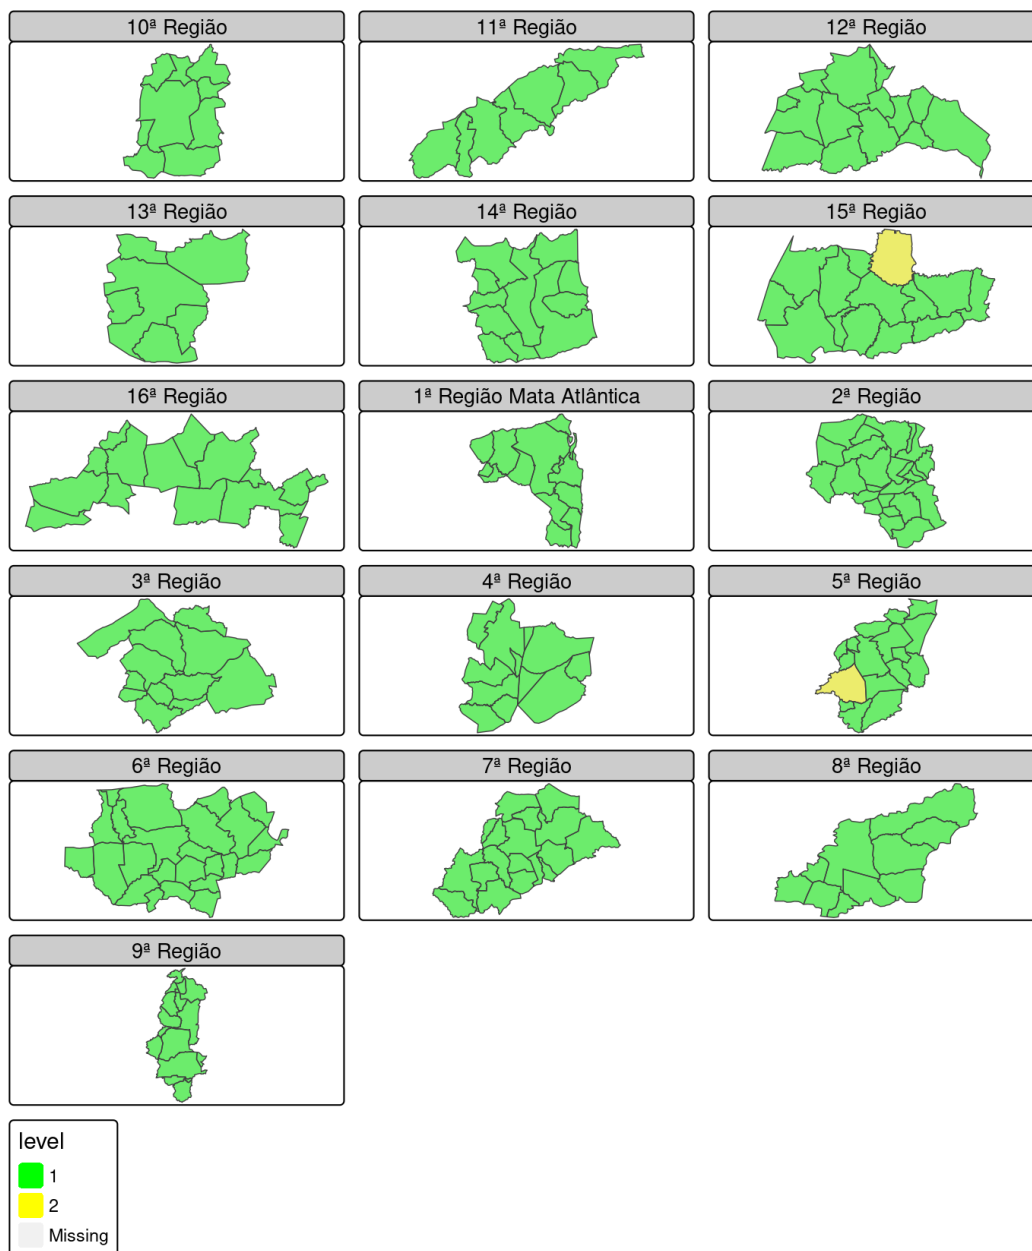 10ª Região
11ª Região
12ª Região
13ª Região
14ª Região
15ª Região
16ª Região
1ª Região Mata Atlântica
2ª Região
3ª Região
4ª Região
5ª Região
6ª Região
7ª Região
8ª Região
9ª Região
level
1
2
Missing